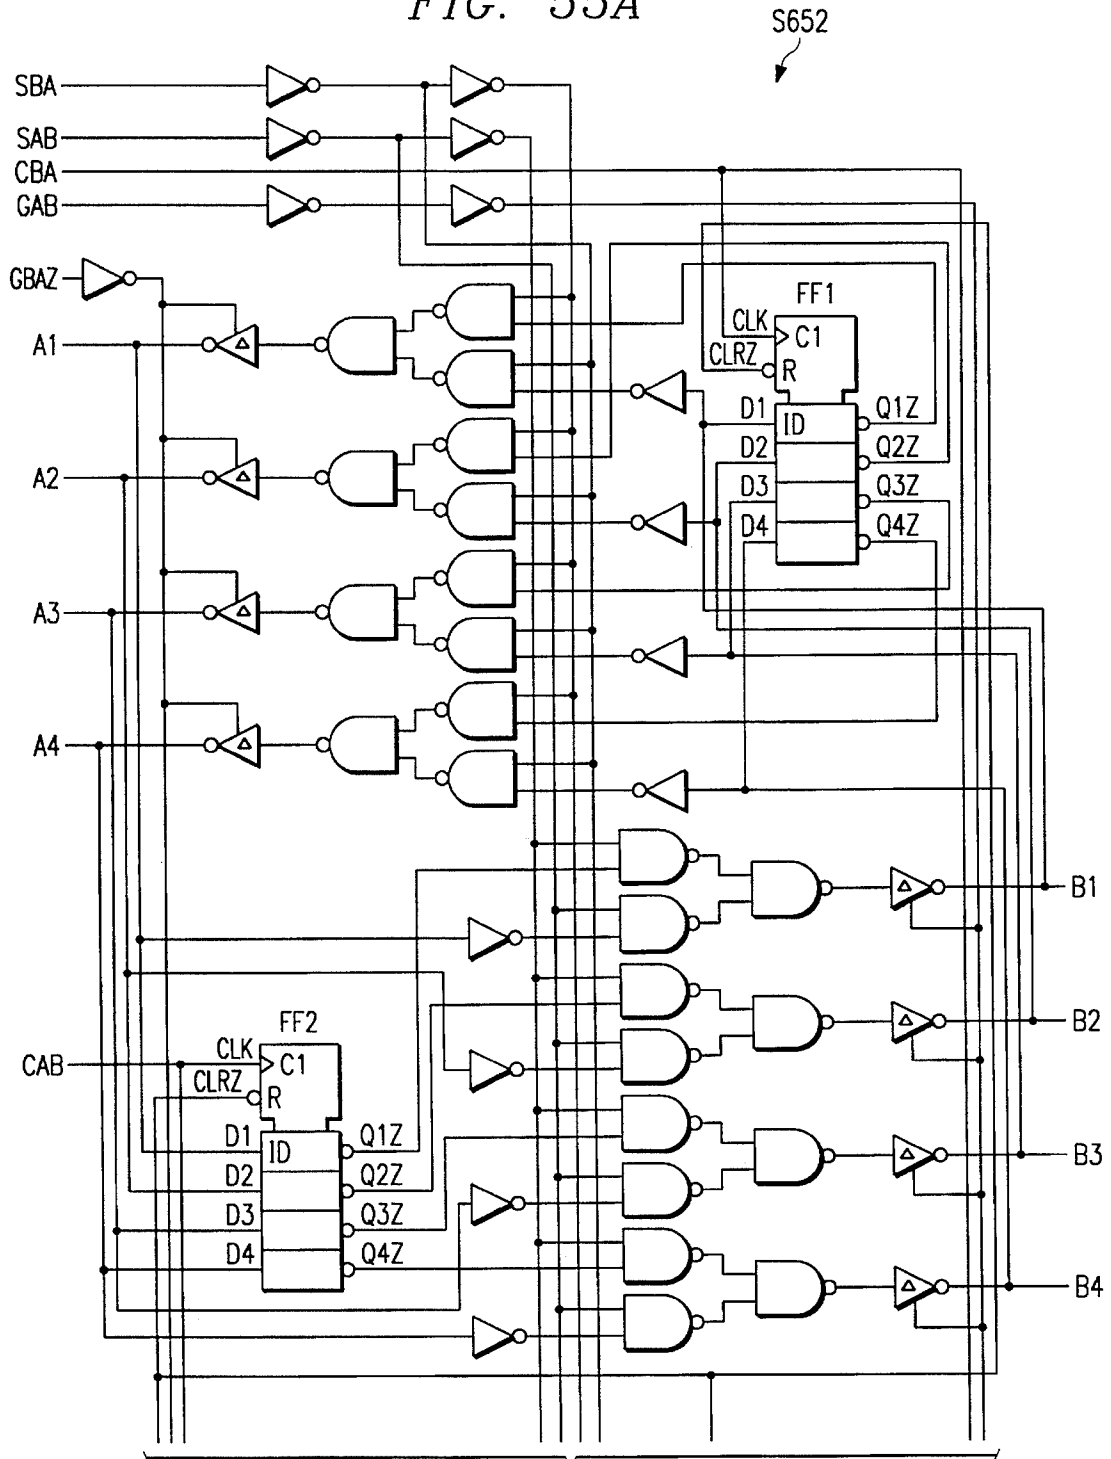 FIG. 55A
S652
SBA
SAB
CBA
GAB
GBAZ
FF1
CLK
C1
A1
CLRZ
R
D1
ID
Q1Z
D2
Q2Z
A2
D3
Q3Z
D4
Q4Z
A3
A4
B1
FF2
B2
CLK
CAB
C1
CLRZ
R
D1
ID
Q1Z
B3
D2
Q2Z
D3
Q3Z
D4
Q4Z
B4